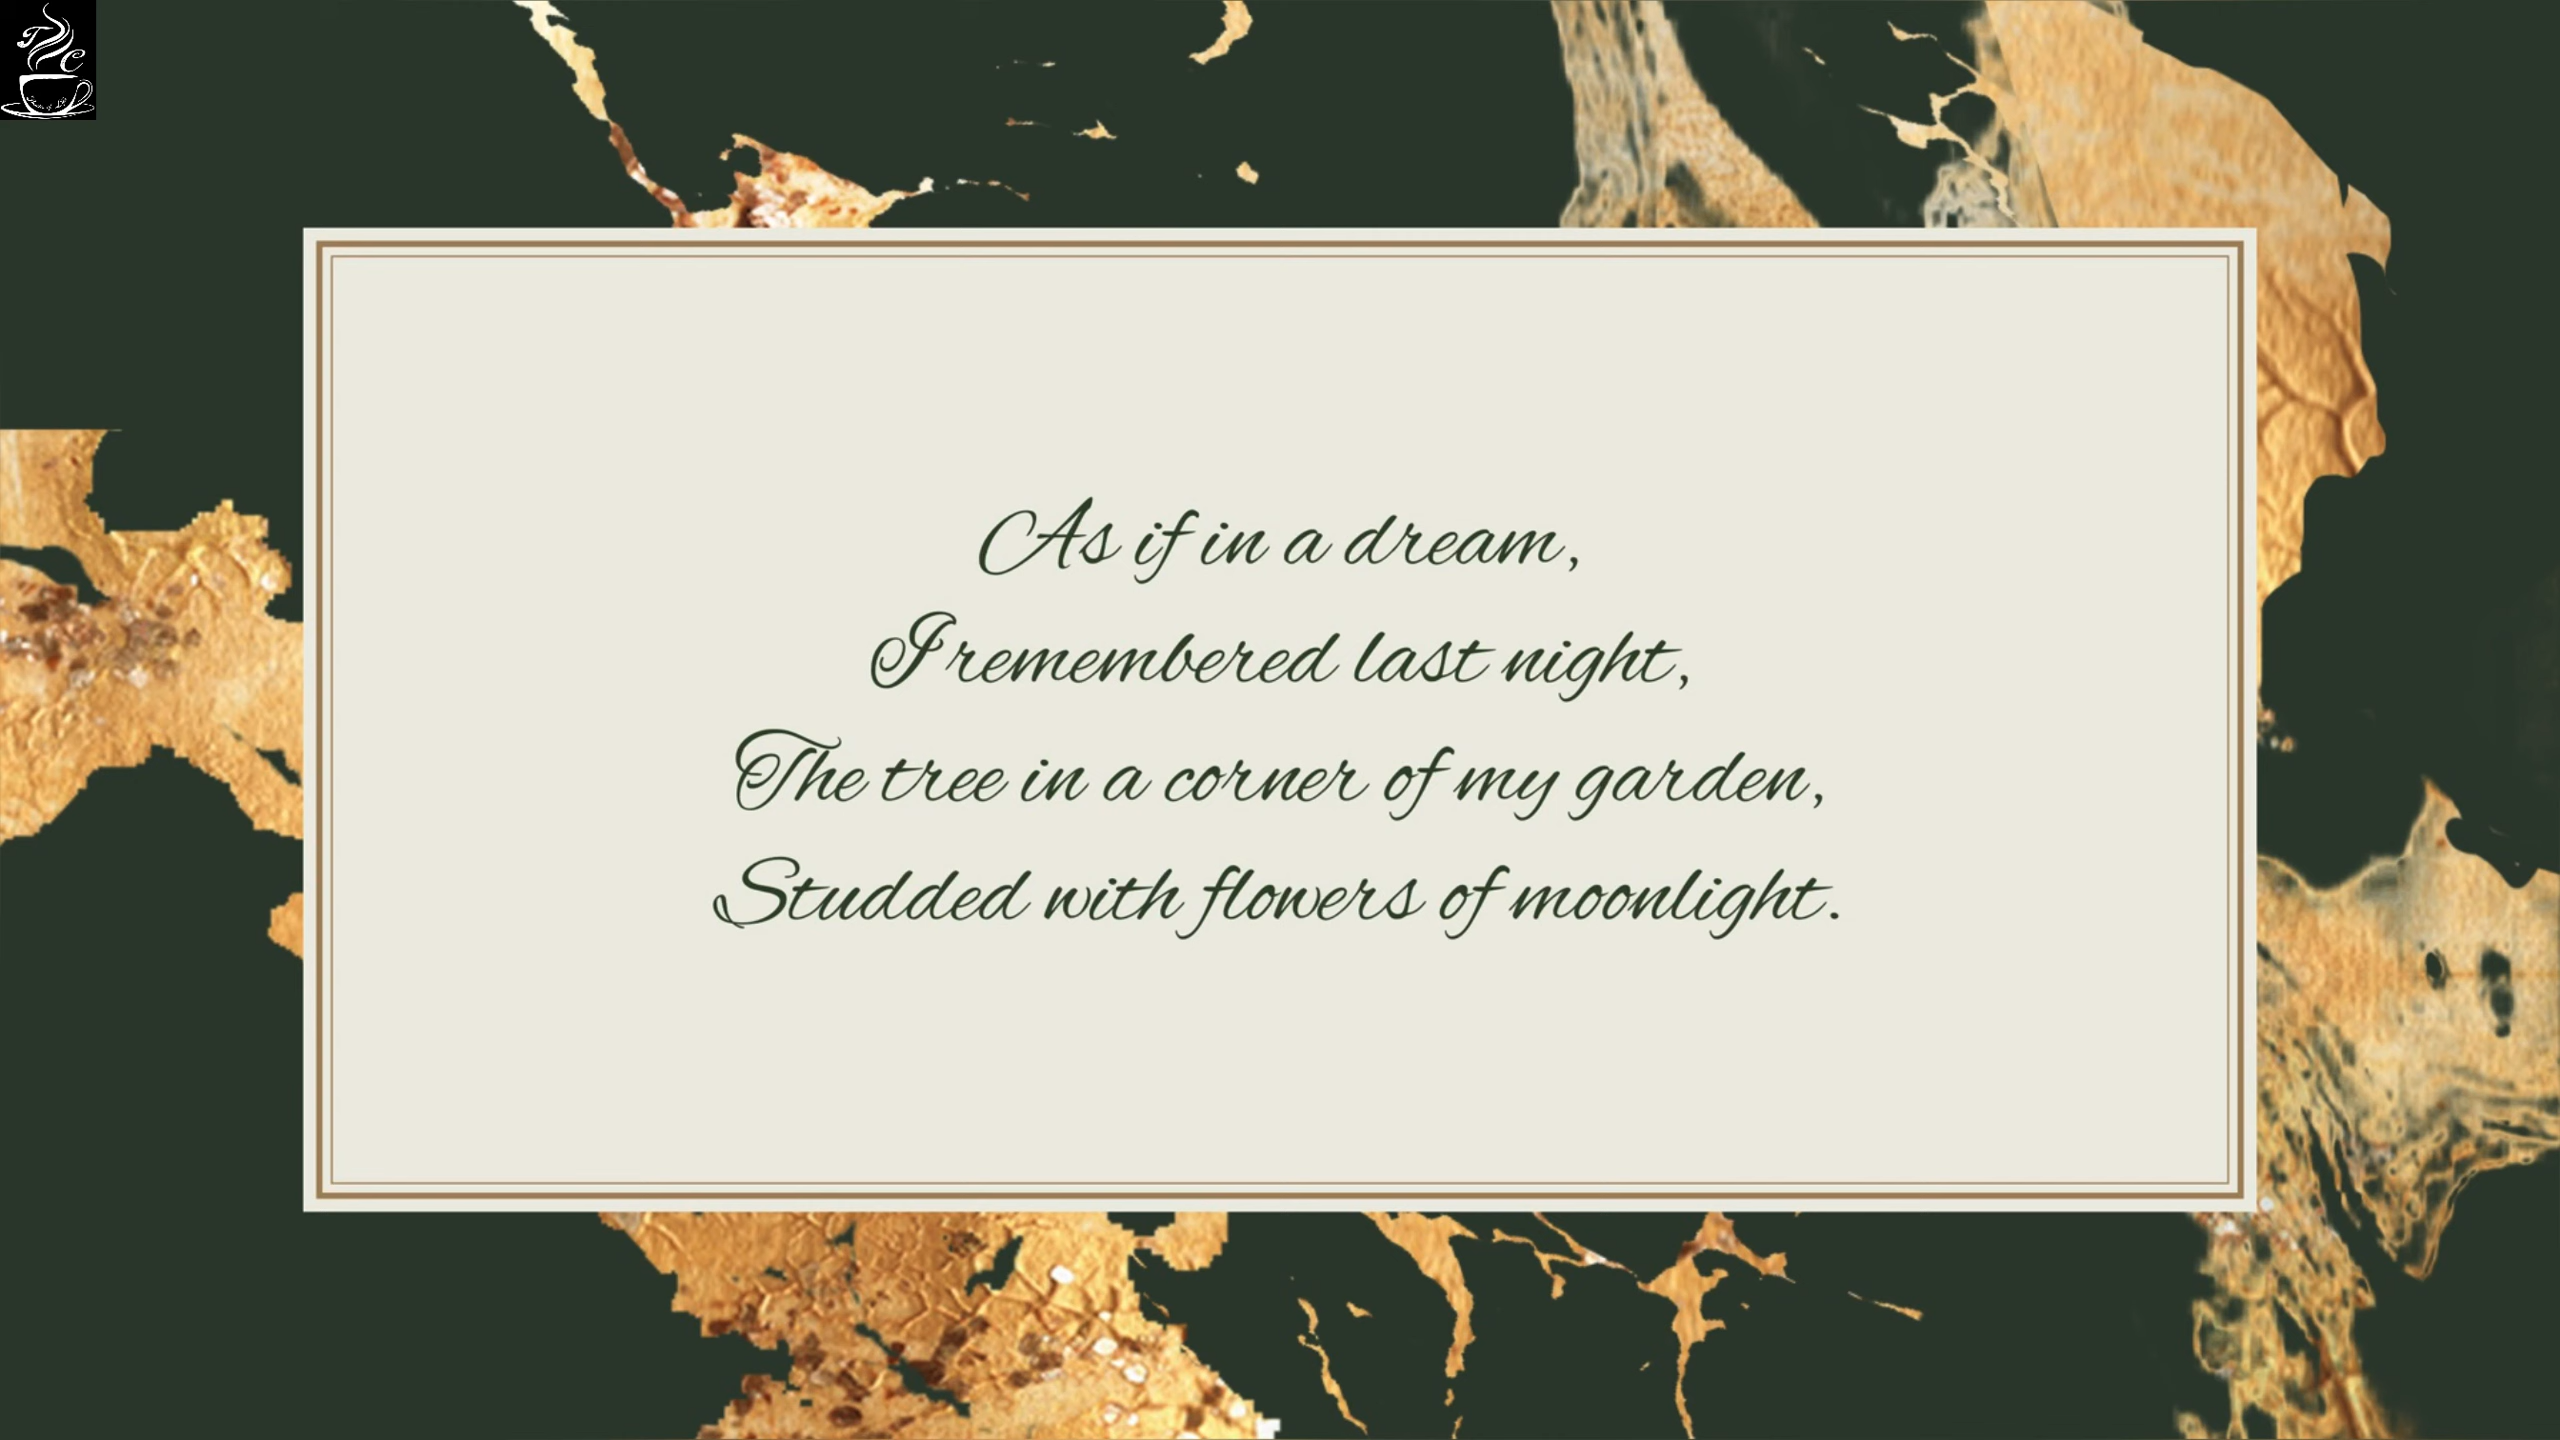 T
C
As if in a dream,
I remembered last night,
The tree in a corner of my garden,
Studded with flowers of moonlight.